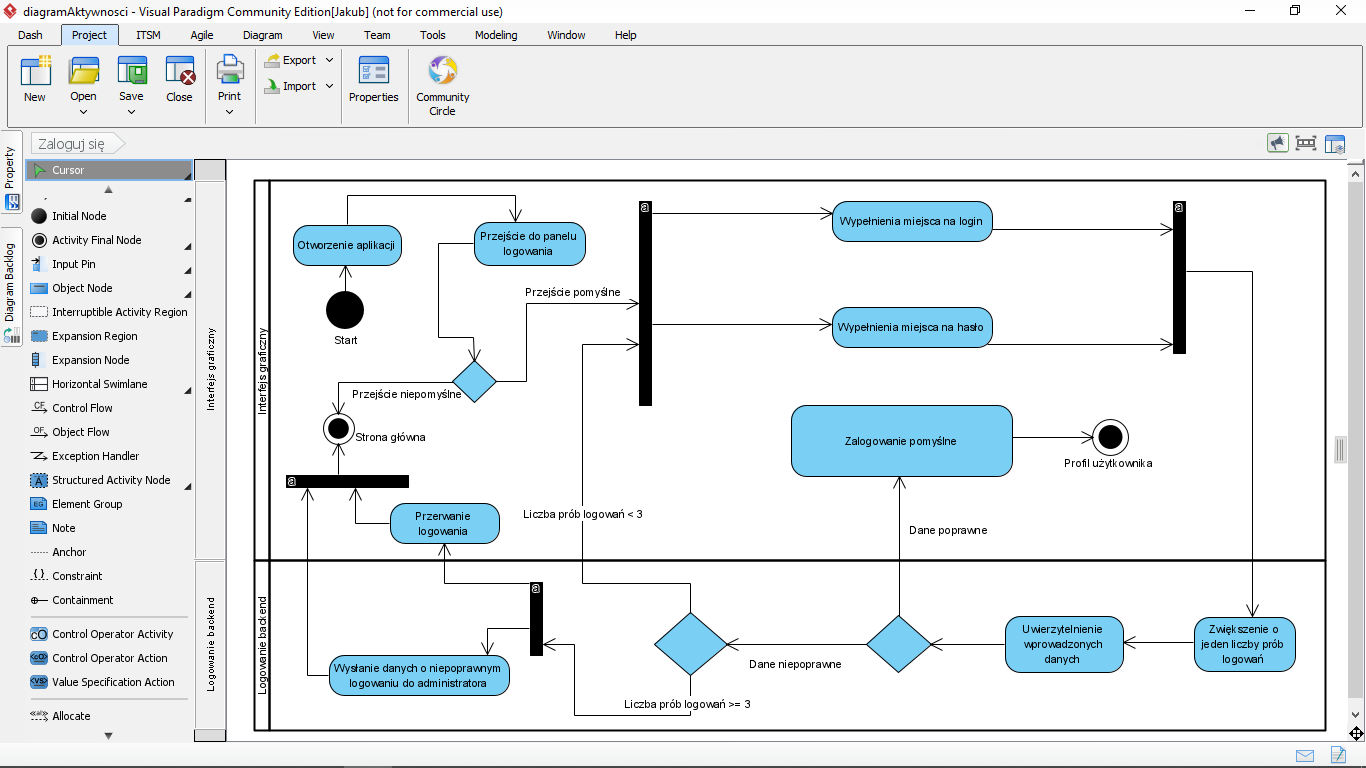 diagramAktywnosci - Visual Paradigm Community Edition[Jakub] (not for commercial use)
Dash Project ITSM Agile Diagram View Team Tools Modeling Window Help
New
Open
Save
Close
Print
Export
Import
Properties
Community
Circle
Property
Diagram Backlog
Zaloguj się
Cursor
Initial Node
Activity Final Node
Input Pin
Object Node
Interruptible Activity Region
Expansion Region
Expansion Node
Horizontal Swimlane
CF Control Flow
OF Object Flow
Exception Handler
A Structured Activity Node
EG Element Group
Note
Anchor
{.} Constraint
Containment
Control Operator Activity
Control Operator Action
Value Specification Action
Allocate
Interfejs graficzny
Logowanie backend
Interfejs graficzny
Logowanie backend
Otworzenie aplikacji
Przejście do panelu
logowania
Start
Przejście pomyślne
Przejście niepomyślne
Strona główna
@
@
@
@
Wypełnienia miejsca na login
Wypełnienia miejsca na hasło
Zalogowanie pomyślne
Profil użytkownika
Przerwanie
logowania
Liczba prób logowań < 3
Dane poprawne
Wysłanie danych o niepoprawnym
logowaniu do administratora
Dane niepoprawne
Liczba prób logowań >= 3
Uwierzytelnienie
wprowadzonych
danych
Zwiększenie o
jeden liczby prób
logowań